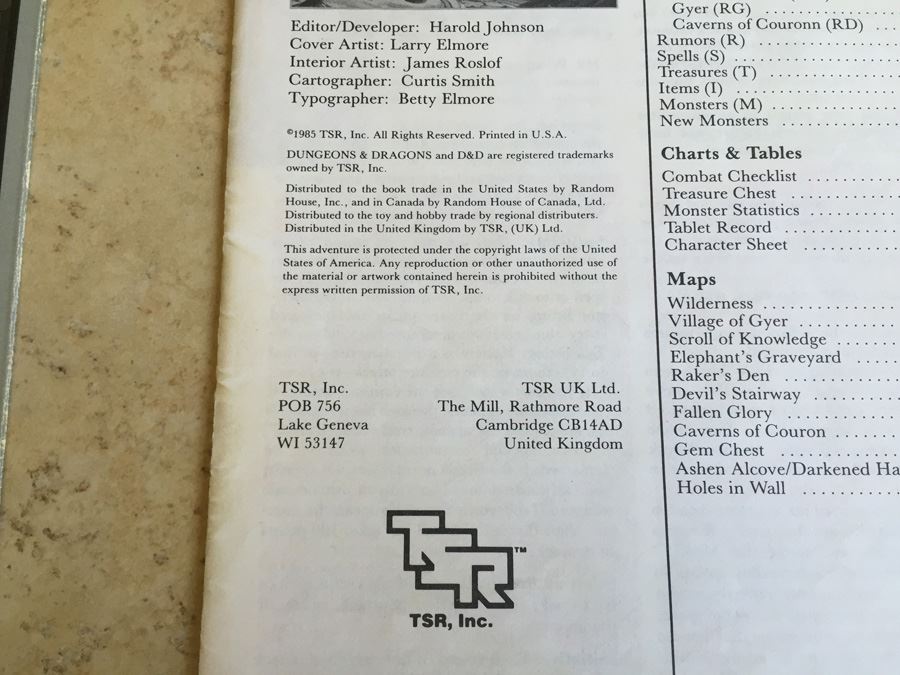 Editor/Developer: Harold Johnson
Cover Artist: Larry Elmore
Interior Artist: James Roslof
Cartographer: Curtis Smith
Typographer: Betty Elmore
©1985 TSR, Inc. All Rights Reserved. Printed in U.S.A.
DUNGEONS & DRAGONS and D&D are registered trademarks
owned by TSR, Inc.
Distributed to the book trade in the United States by Random
House, Inc., and in Canada by Random House of Canada, Ltd.
Distributed to the toy and hobby trade by regional distributers.
Distributed in the United Kingdom by TSR, (UK) Ltd.
This adventure is protected under the copyright laws of the United
States of America. Any reproduction or other unauthorized use of
the material or artwork contained herein is prohibited without the
express written permission of TSR, Inc.
TSR, Inc.
POB 756
Lake Geneva
WI 53147
TSR UK Ltd.
The Mill, Rathmore Road
Cambridge CB14AD
United Kingdom
TSR™
TSR, Inc.
Gyer (RG) . . . . . . . . . . . . .
Caverns of Couronn (RD)
Rumors (R) . . . . . . . . . . . . . . .
Spells (S) . . . . . . . . . . . . . . . .
Treasures (T) . . . . . . . . . . . . .
Items (I) . . . . . . . . . . . . . . . .
Monsters (M) . . . . . . . . . . . .
New Monsters . . . . . . . . . . . .
Charts & Tables
Combat Checklist . . . . . . . . .
Treasure Chest . . . . . . . . . . .
Monster Statistics . . . . . . . . .
Tablet Record . . . . . . . . . . . .
Character Sheet . . . . . . . . . .
Maps
Wilderness . . . . . . . . . . . . . .
Village of Gyer . . . . . . . . . . .
Scroll of Knowledge . . . . . . .
Elephant's Graveyard . . . . .
Raker's Den . . . . . . . . . . . .
Devil's Stairway . . . . . . . . .
Fallen Glory . . . . . . . . . . .
Caverns of Couron . . . . . . .
Gem Chest . . . . . . . . . . . .
Ashen Alcove/Darkened Ha
Holes in Wall . . . . . . . . . .